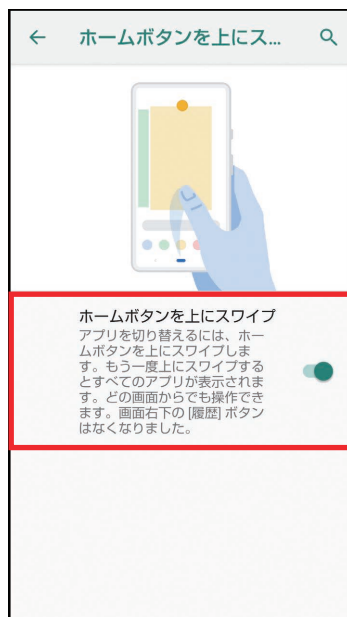 ホームボタンを上にス...
ホームボタンを上にスワイプ
アプリを切り替えるには、ホー
ムボタンを上にスワイプしま
す。もう一度上にスワイプする
とすべてのアプリが表示されま
す。どの画面からでも操作でき
ます。画面右下の [履歴] ボタン
はなくなりました。